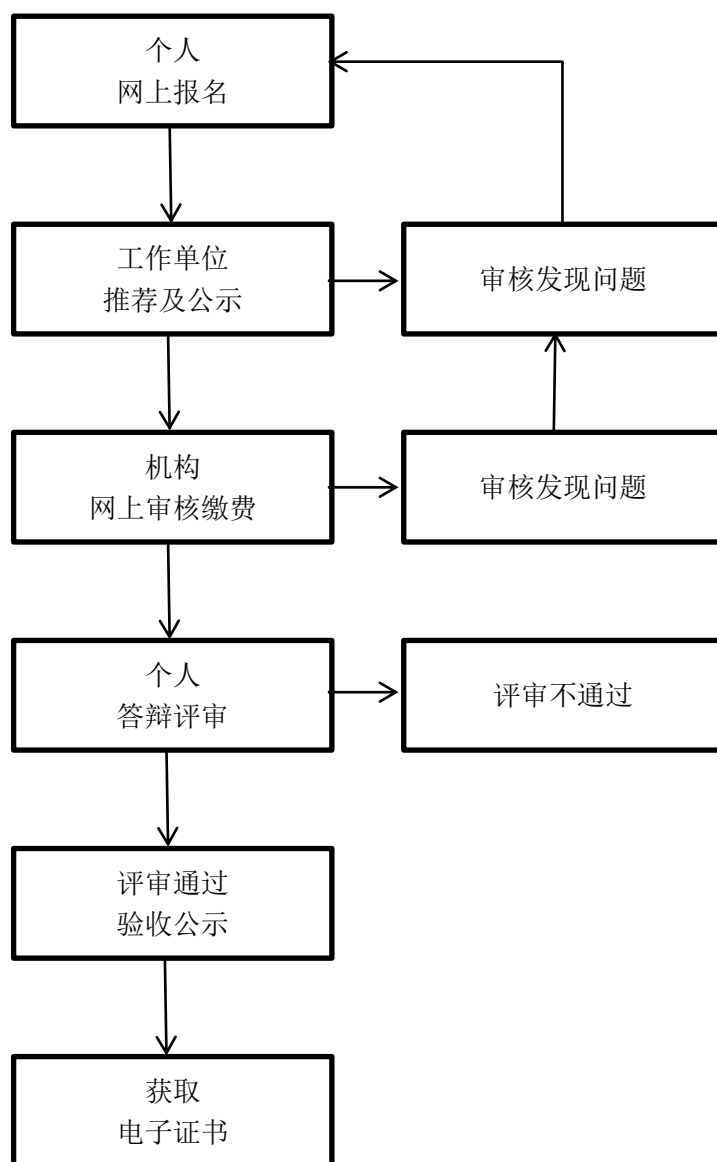 个人
网上报名
工作单位
推荐及公示
审核发现问题
机构
网上审核缴费
审核发现问题
个人
答辩评审
评审不通过
评审通过
验收公示
获取
电子证书